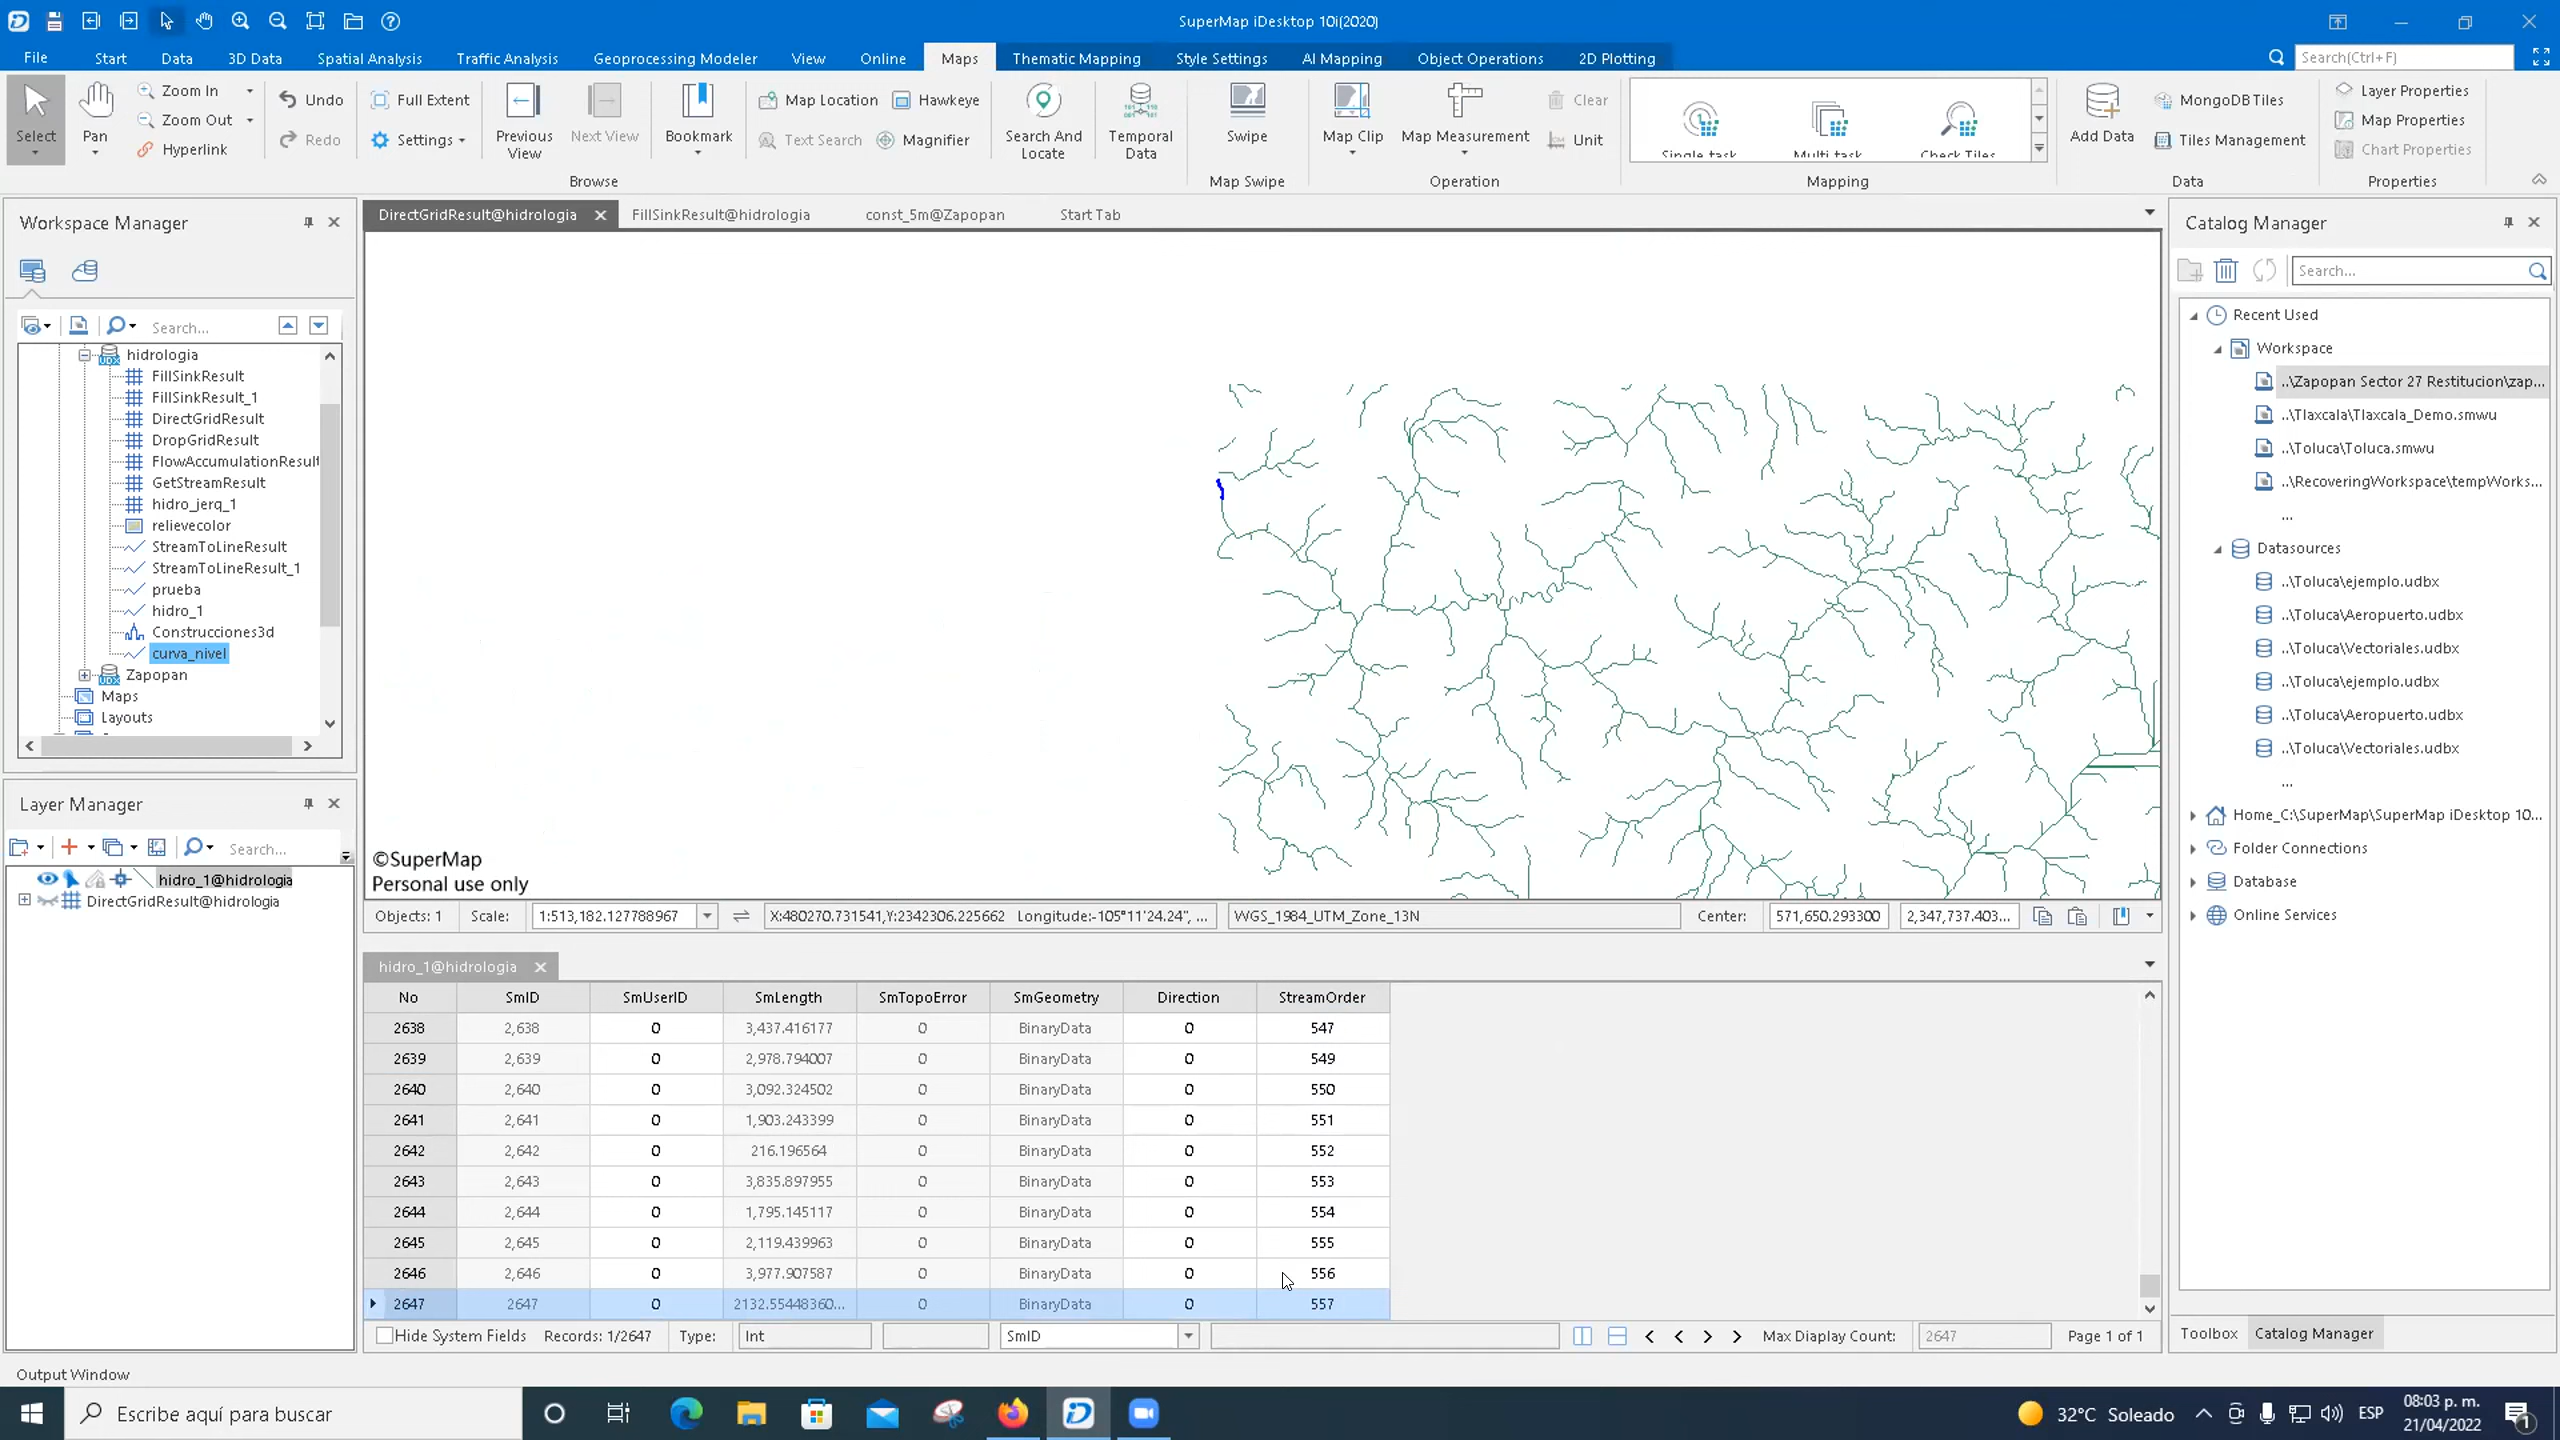 SuperMap iDesktop 10i(2020)
File Start Data 3D Data Spatial Analysis Traffic Analysis Geoprocessing Modeler View Online Maps Thematic Mapping Style Settings AI Mapping Object Operations 2D Plotting Search(Ctrl+F)
Zoom In Undo Full Extent Map Location Hawkeye Clear MongoDB Tiles Layer Properties
Zoom Out Map Properties
Select Pan Previous View Next View Bookmark Search And Locate Temporal Data Swipe Map Clip Map Measurement Add Data
Hyperlink Redo Settings Text Search Magnifier Unit Single task Multi task Check Tiles Tiles Management Chart Properties
Browse Map Swipe Operation Mapping Data Properties
Workspace Manager
Search...
hidrologia
FillSinkResult
FillSinkResult_1
DirectGridResult
DropGridResult
FlowAccumulationResult
GetStreamResult
hidro_jerq_1
relievecolor
StreamToLineResult
StreamToLineResult_1
prueba
hidro_1
Construcciones3d
curva_nivel
Zapopan
Maps
Layouts
Layer Manager
Search...
hidro_1@hidrologia
DirectGridResult@hidrologia
DirectGridResult@hidrologia FillSinkResult@hidrologia const_5m@Zapopan Start Tab
©SuperMap
Personal use only
Objects: 1 Scale: 1:513,182.127788967 X:480270.731541,Y:2342306.225662 Longitude:-105°11'24.24", ... WGS_1984_UTM_Zone_13N Center: 571,650.293300 2,347,737.403...
hidro_1@hidrologia
No SmID SmUserID SmLength SmTopoError SmGeometry Direction StreamOrder
2638 2,638 0 3,437.416177 0 BinaryData 0 547
2639 2,639 0 2,978.794007 0 BinaryData 0 549
2640 2,640 0 3,092.324502 0 BinaryData 0 550
2641 2,641 0 1,903.243399 0 BinaryData 0 551
2642 2,642 0 216.196564 0 BinaryData 0 552
2643 2,643 0 3,835.897955 0 BinaryData 0 553
2644 2,644 0 1,795.145117 0 BinaryData 0 554
2645 2,645 0 2,119.439963 0 BinaryData 0 555
2646 2,646 0 3,977.907587 0 BinaryData 0 556
2647 2647 0 2132.55448360... 0 BinaryData 0 557
Hide System Fields Records: 1/2647 Type: Int SmID Max Display Count: 2647 Page 1 of 1
Catalog Manager
Search...
Recent Used
Workspace
..\Zapopan Sector 27 Restitucion\zap...
..\Tlaxcala\Tlaxcala_Demo.smwu
..\Toluca\Toluca.smwu
..\RecoveringWorkspace\tempWorks...
...
Datasources
..\Toluca\ejemplo.udbx
..\Toluca\Aeropuerto.udbx
..\Toluca\Vectoriales.udbx
..\Toluca\ejemplo.udbx
..\Toluca\Aeropuerto.udbx
..\Toluca\Vectoriales.udbx
...
Home_C:\SuperMap\SuperMap iDesktop 10...
Folder Connections
Database
Online Services
Toolbox Catalog Manager
Output Window
Escribe aquí para buscar
32°C Soleado ESP 08:03 p. m.
21/04/2022
1